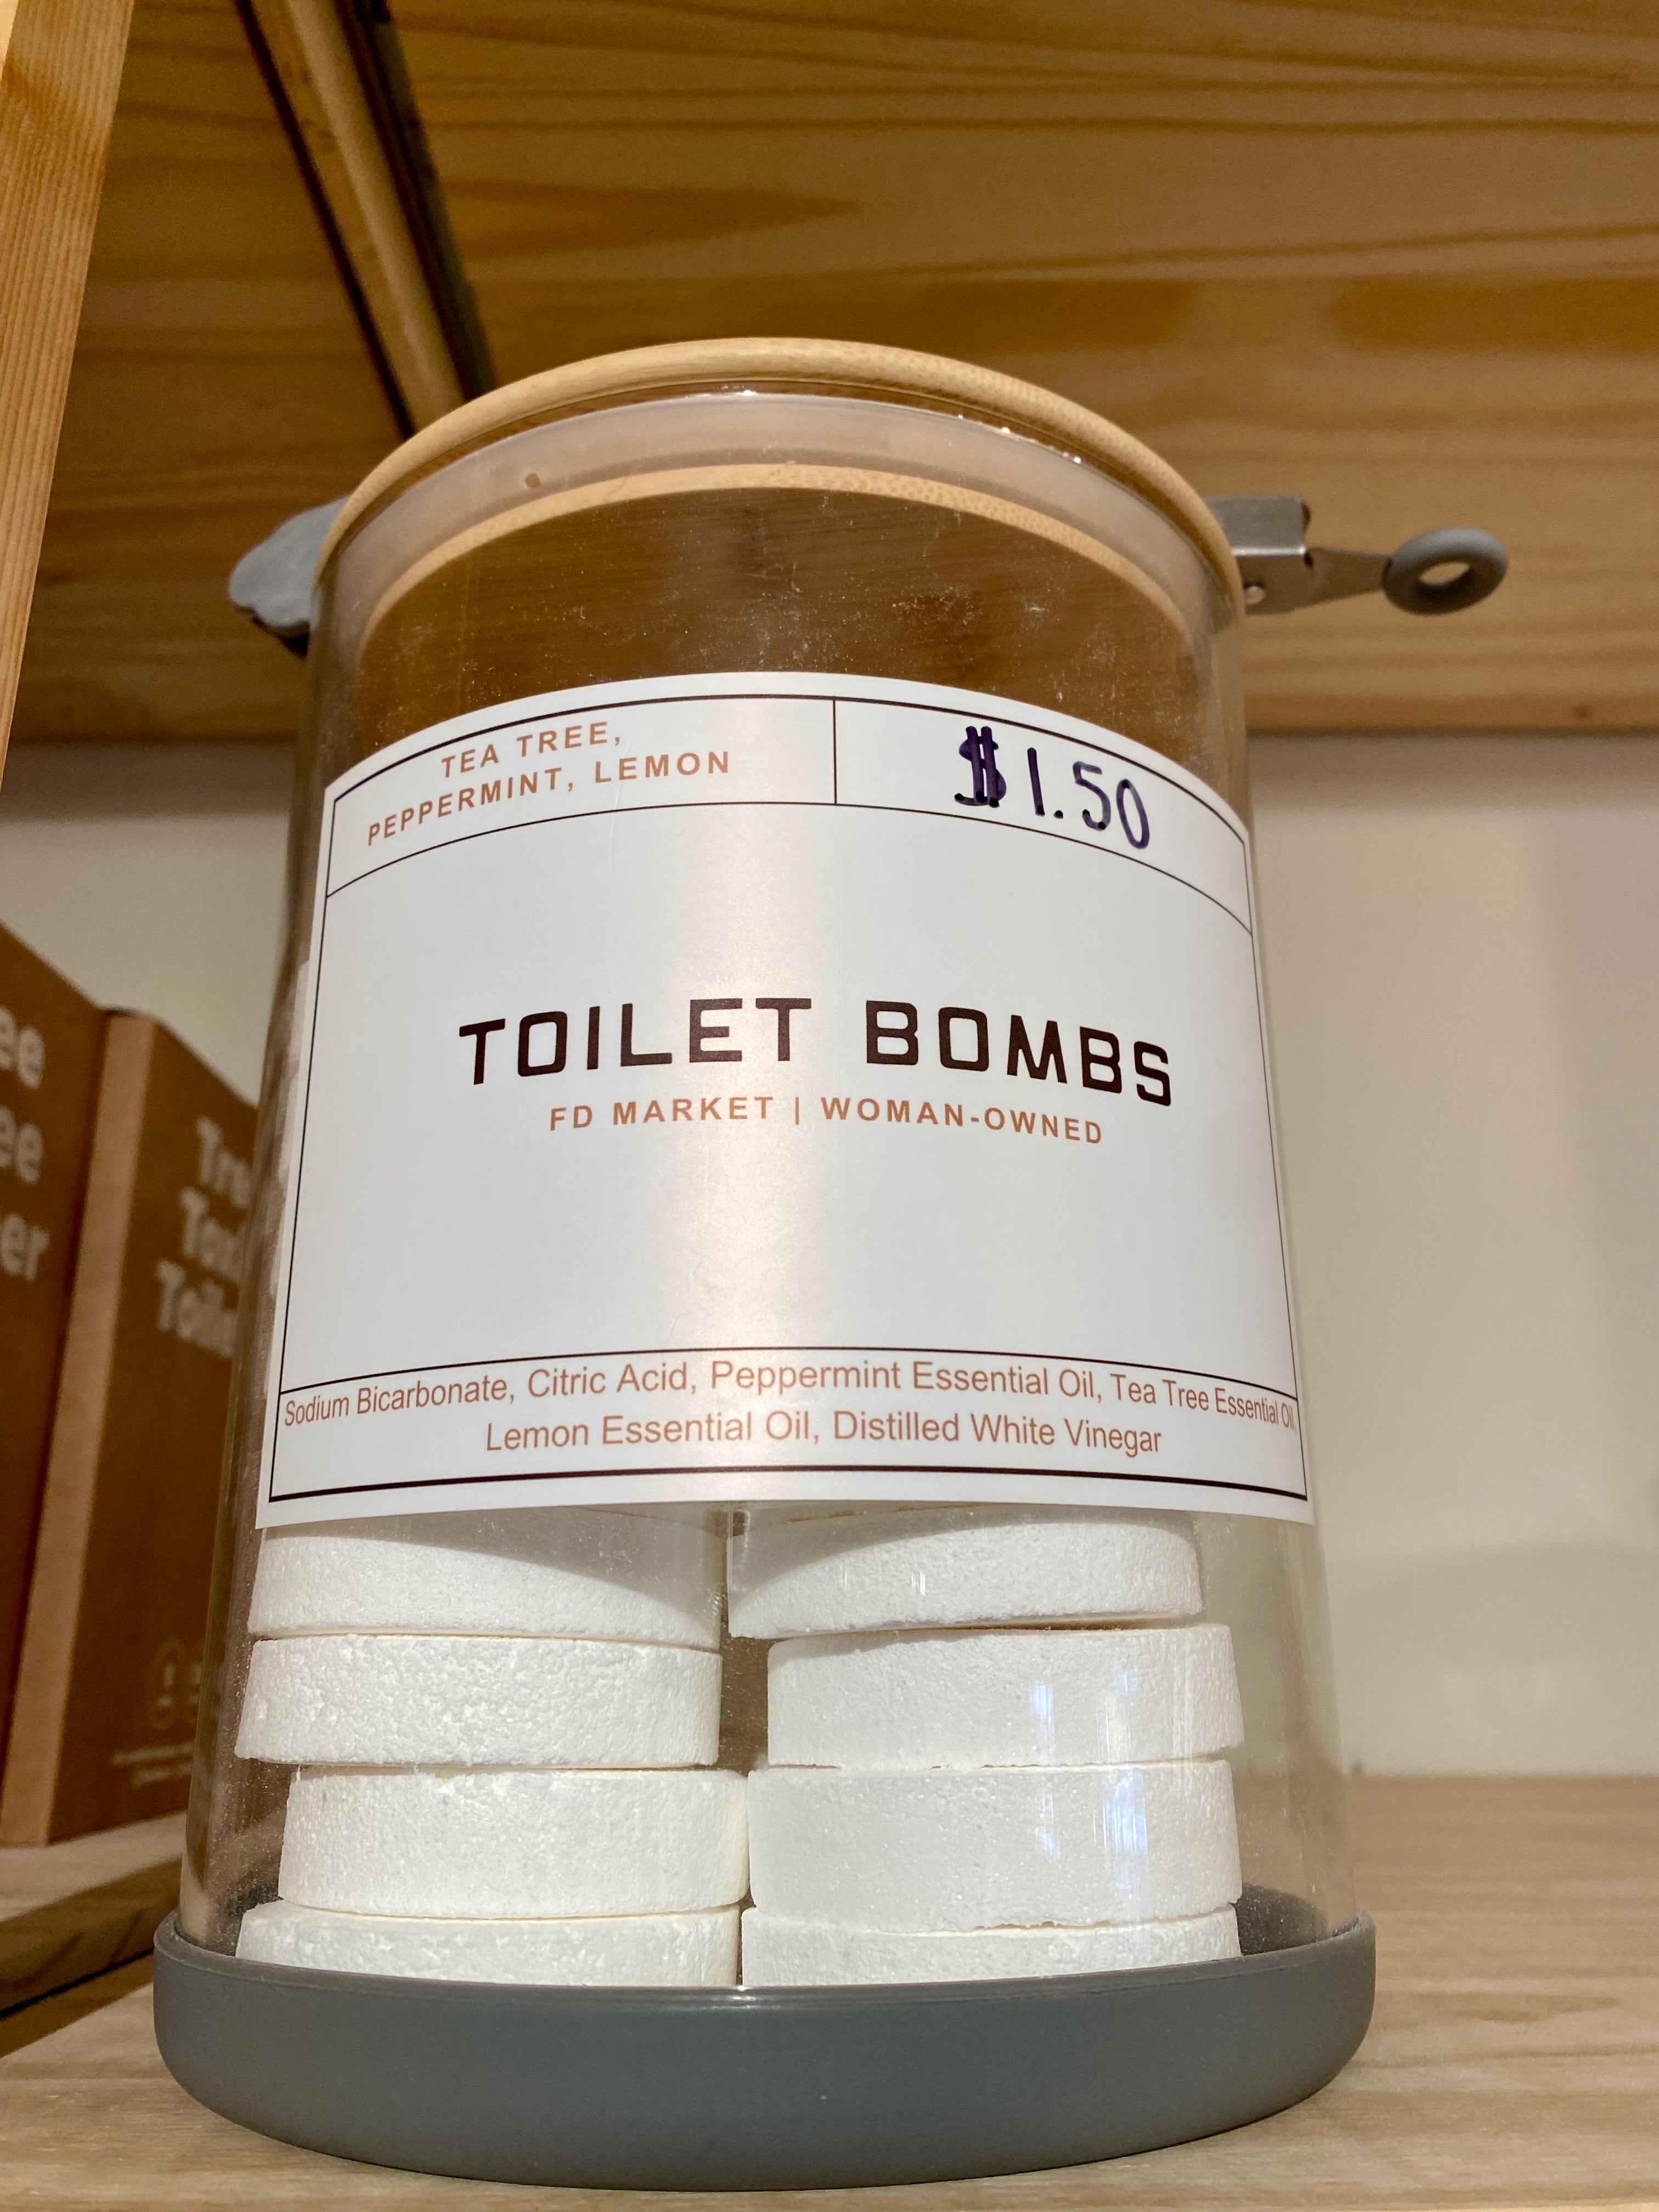 TEA TREE,
PEPPERMINT, LEMON
$1.50
TOILET BOMBS
FD MARKET | WOMAN-OWNED
Sodium Bicarbonate, Citric Acid, Peppermint Essential Oil, Tea Tree Essential Oil,
Lemon Essential Oil, Distilled White Vinegar